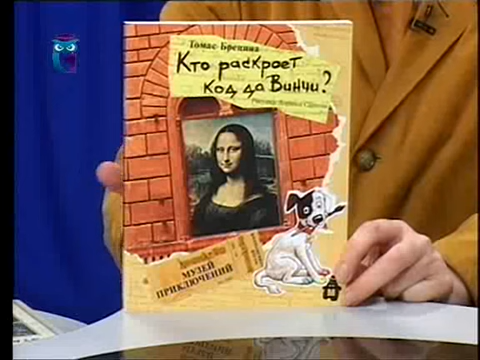 Томас Брецина
Кто раскроет
код да Винчи?
МУЗЕЙ
ПРИКЛЮЧЕНИЙ